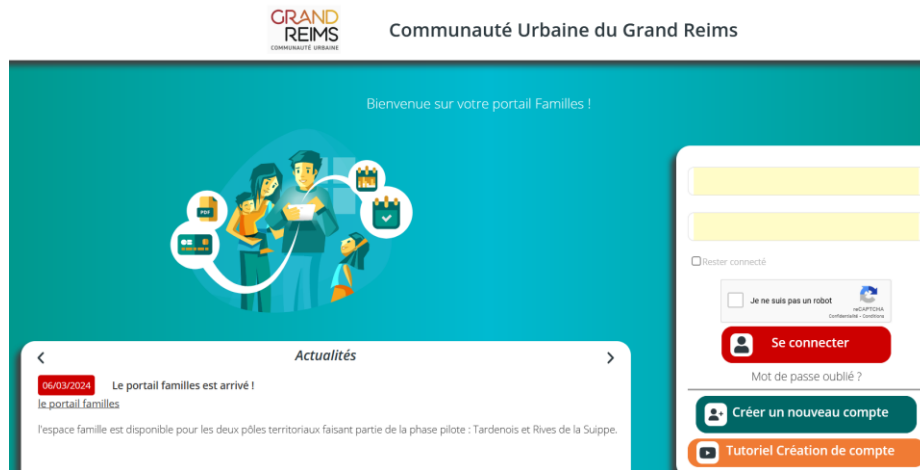 GRAND
REIMS
COMMUNAUTÉ URBAINE
Communauté Urbaine du Grand Reims
Bienvenue sur votre portail Familles !
PDF
Rester connecté
Je ne suis pas un robot
reCAPTCHA
Confidentialité - Conditions
Se connecter
Mot de passe oublié ?
Créer un nouveau compte
Tutoriel Création de compte
Actualités
06/03/2024 Le portail familles est arrivé !
le portail familles
l'espace famille est disponible pour les deux pôles territoriaux faisant partie de la phase pilote : Tardenois et Rives de la Suippe.